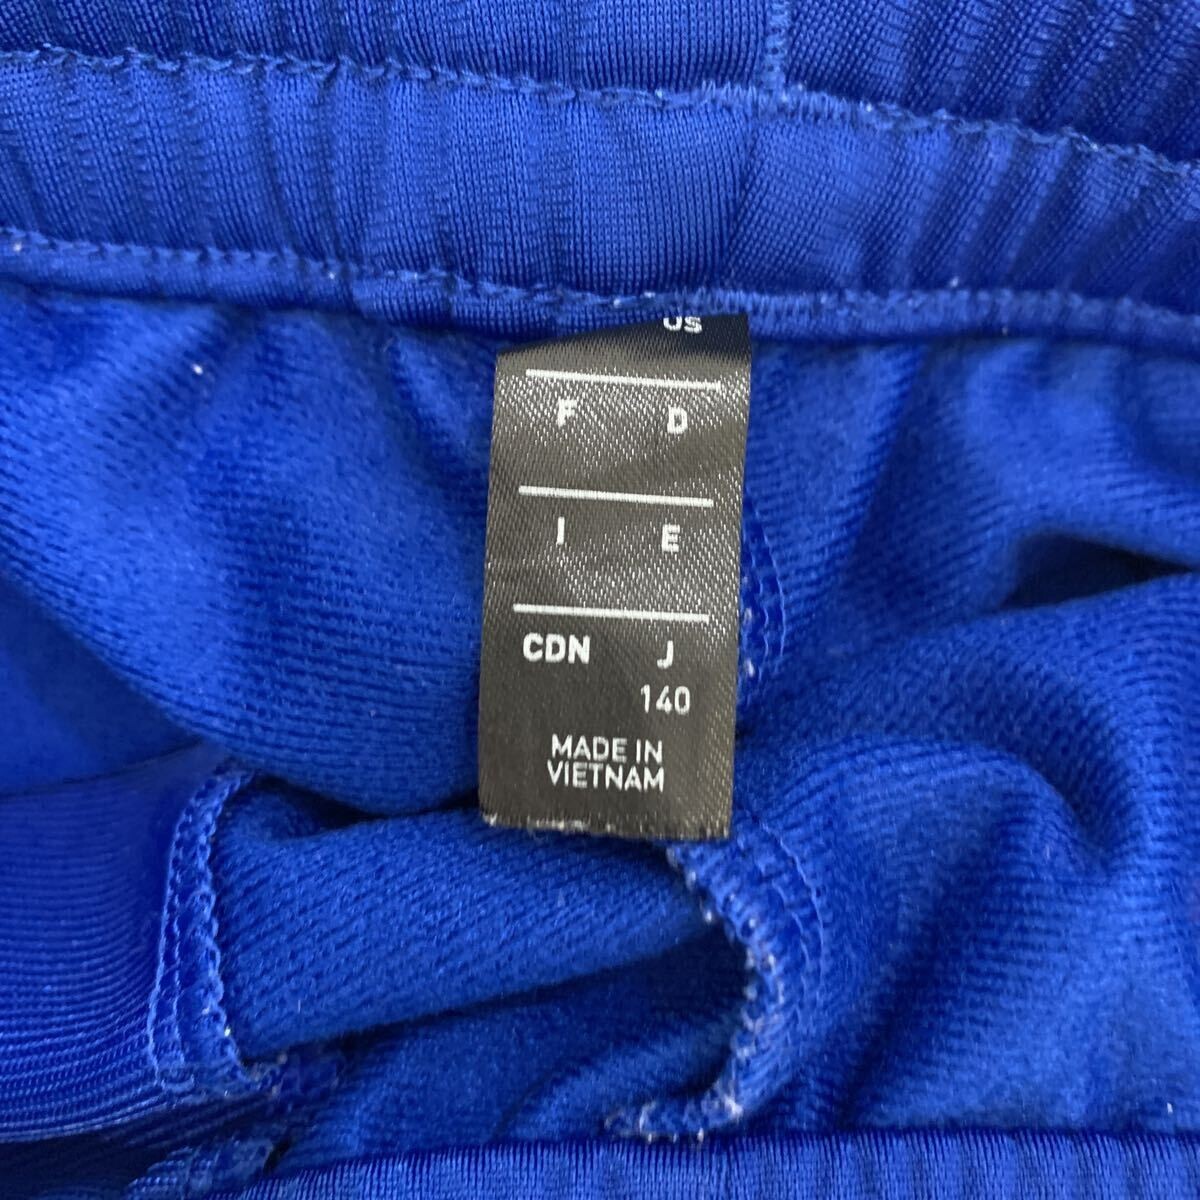 US
F D
I E
CDN J
140
MADE IN
VIETNAM